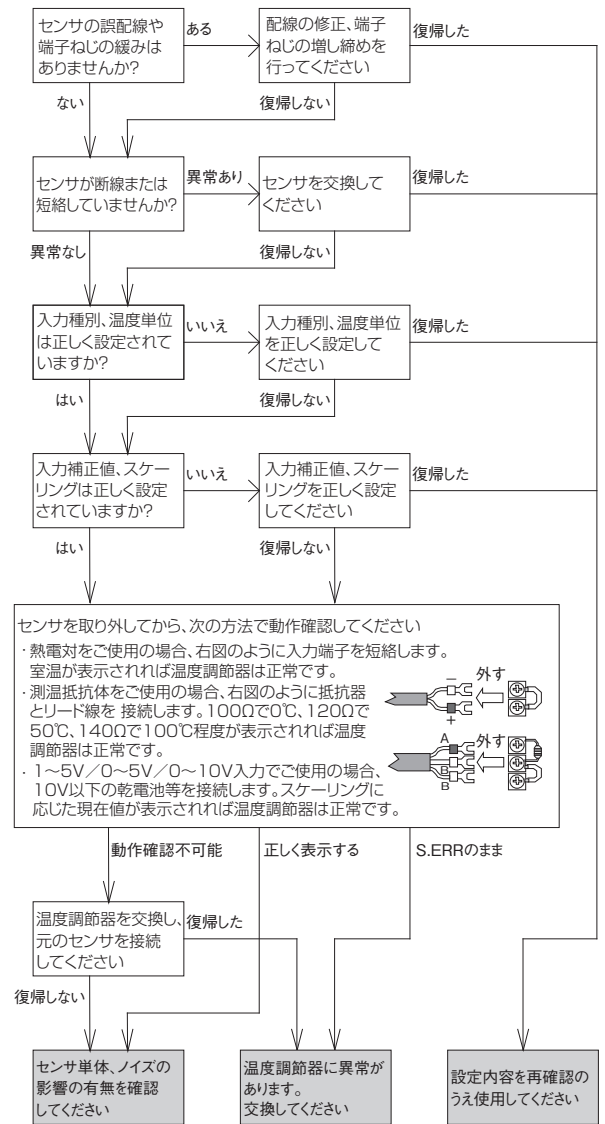 センサの誤配線や
端子ねじの緩みは
ありませんか?
ある
配線の修正、端子
ねじの増し締めを
行ってください
復帰した
ない
復帰しない
センサが断線または
短絡していませんか?
異常あり
センサを交換して
ください
復帰した
異常なし
復帰しない
入力種別、温度単位
は正しく設定されて
いますか?
いいえ
入力種別、温度単位
を正しく設定して
ください
復帰した
はい
復帰しない
入力補正値、スケー
リングは正しく設定
されていますか?
いいえ
入力補正値、スケー
リングを正しく設定
してください
復帰した
はい
復帰しない
センサを取り外してから、次の方法で動作確認してください
・熱電対をご使用の場合、右図のように入力端子を短絡します。
室温が表示されれば温度調節器は正常です。
・測温抵抗体をご使用の場合、右図のように抵抗器
とリード線を 接続します。100Ωで0℃、120Ωで
50℃、140Ωで100℃程度が表示されれば温度
調節器は正常です。
・1~5V/0~5V/0~10V入力でご使用の場合、
10V以下の乾電池等を接続します。スケーリングに
応じた現在値が表示されれば温度調節器は正常です。
− 外す
+
A 外す
B
B
動作確認不可能
正しく表示する
S.ERRのまま
温度調節器を交換し、
元のセンサを接続
してください
復帰した
復帰しない
センサ単体、ノイズの
影響の有無を確認
してください
温度調節器に異常が
あります。
交換してください
設定内容を再確認の
うえ使用してください